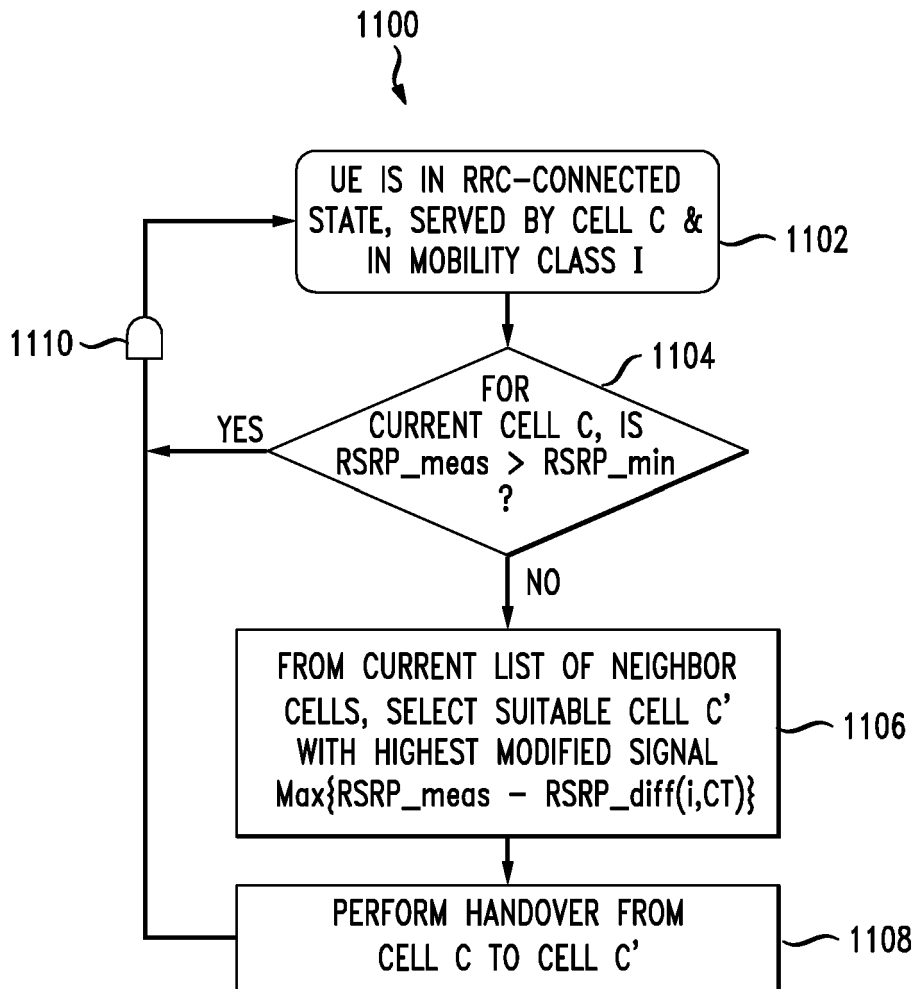 1100
UE IS IN RRC-CONNECTED
STATE, SERVED BY CELL C &
IN MOBILITY CLASS I
1102
1110
1104
FOR
CURRENT CELL C, IS
RSRP_meas > RSRP_min
?
YES
NO
FROM CURRENT LIST OF NEIGHBOR
CELLS, SELECT SUITABLE CELL C'
WITH HIGHEST MODIFIED SIGNAL
Max{RSRP_meas - RSRP_diff(i,CT)}
1106
PERFORM HANDOVER FROM
CELL C TO CELL C'
1108